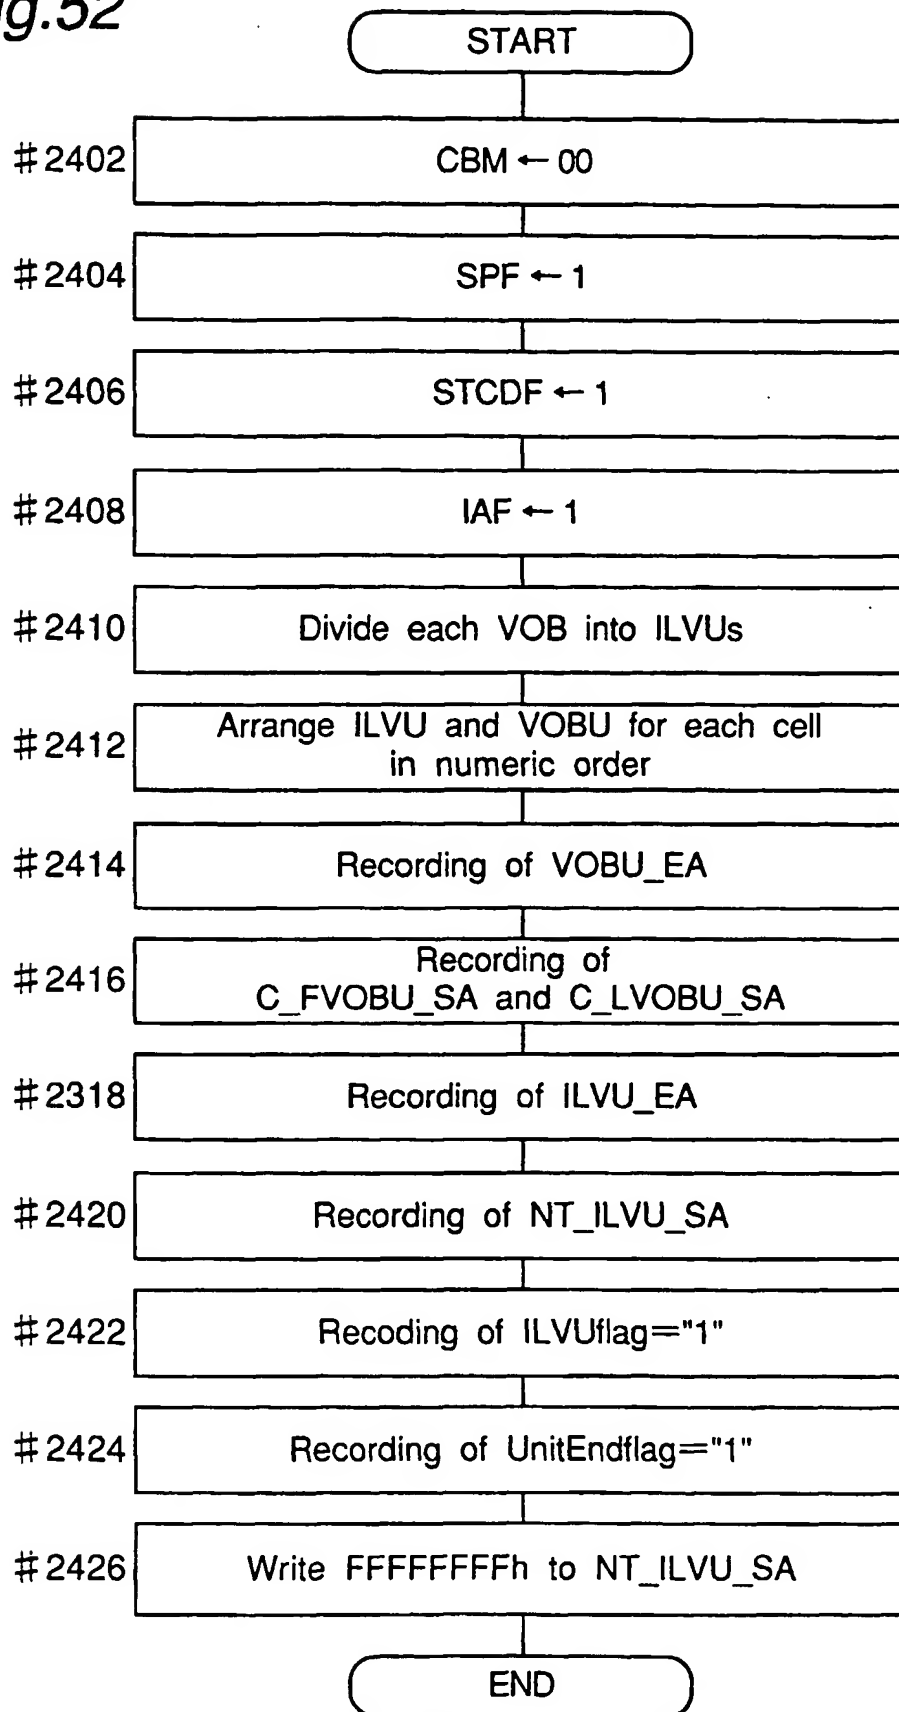 ig.52
START
#2402
CBM ← 00
#2404
SPF ← 1
#2406
STCDF ← 1
#2408
IAF ← 1
#2410
Divide each VOB into ILVUs
#2412
Arrange ILVU and VOBU for each cell
in numeric order
#2414
Recording of VOBU_EA
#2416
Recording of
C_FVOBU_SA and C_LVOBU_SA
#2318
Recording of ILVU_EA
#2420
Recording of NT_ILVU_SA
#2422
Recoding of ILVUflag="1"
#2424
Recording of UnitEndflag="1"
#2426
Write FFFFFFFFh to NT_ILVU_SA
END